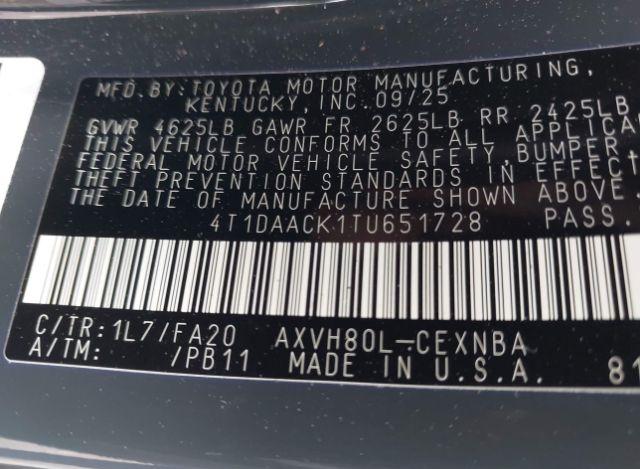 MFD. BY: TOYOTA MOTOR MANUFACTURING,
KENTUCKY, INC. 09/25
GVWR 4625LB GAWR FR 2625LB RR 2425LB
THIS VEHICLE CONFORMS TO ALL APPLICA
FEDERAL MOTOR VEHICLE SAFETY, BUMPER,
THEFT PREVENTION STANDARDS IN EFFECT
THE DATE OF MANUFACTURE SHOWN ABOVE
4T1DAACK1TU651728 PASS.
C/TR: 1L7/FA20 AXVH80L-CEXNBA
A/TM: /PB11 MADE IN U.S.A. 81